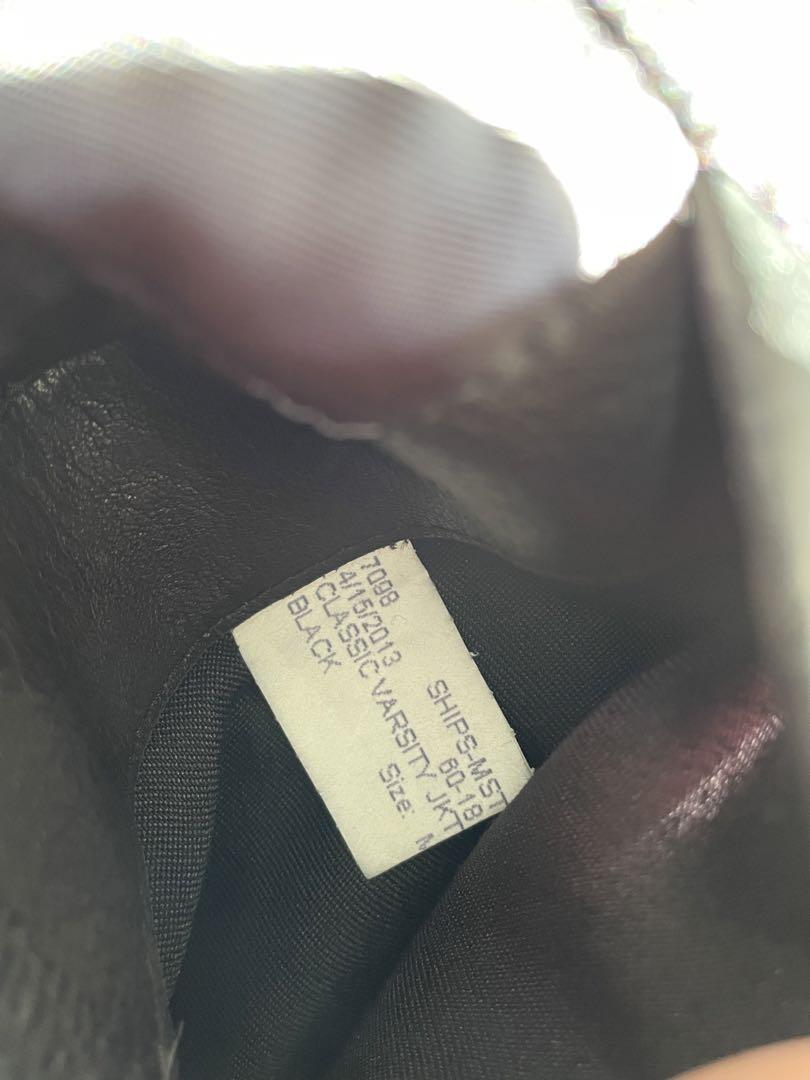 7098 SHIPS-MST
4/15/2013 60-18
CLASSIC VARSITY JKT
BLACK Size: M